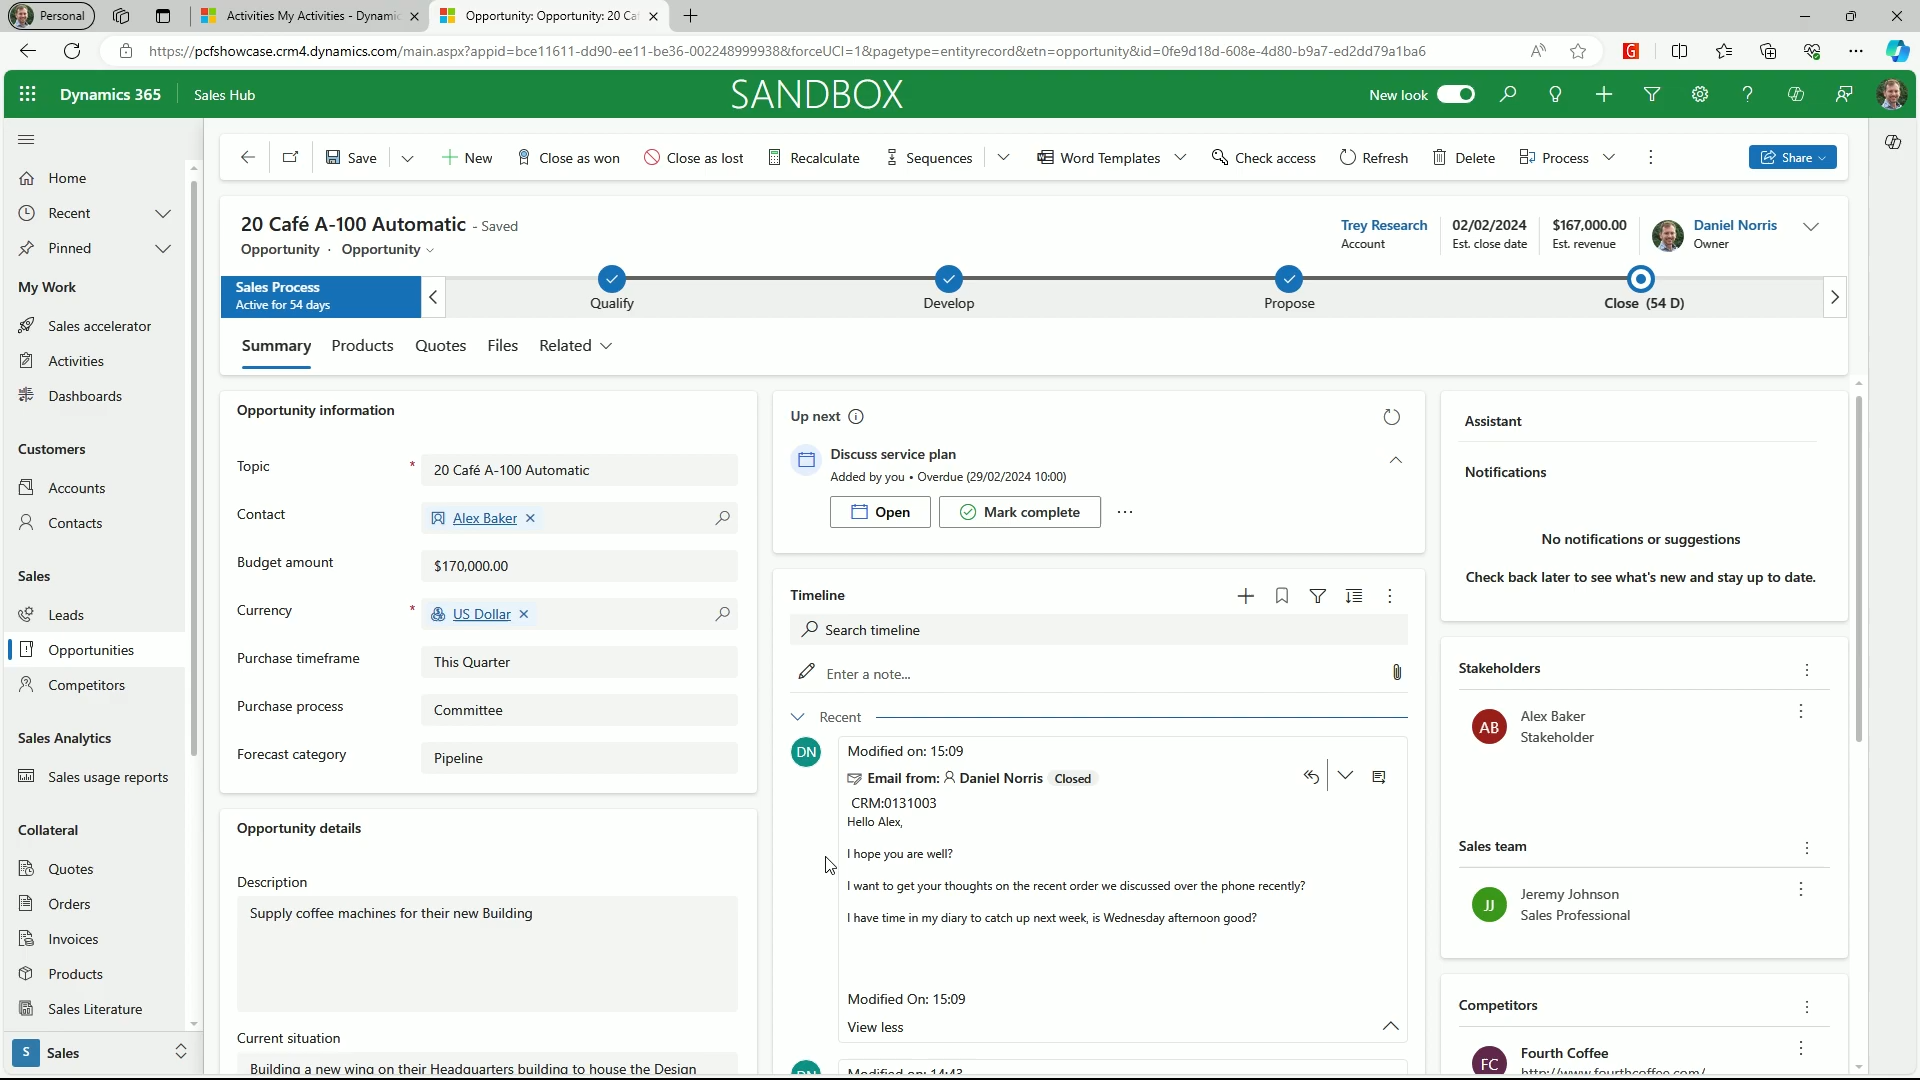 Personal
Activities My Activities - Dynamic
Opportunity: Opportunity: 20 Ca
https://pcfshowcase.crm4.dynamics.com/main.aspx?appid=bce11611-dd90-ee11-be36-002248999938&forceUCI=1&pagetype=entityrecord&etn=opportunity&id=0fe9d18d-608e-4d80-b9a7-ed2dd79a1ba6
Dynamics 365
Sales Hub
SANDBOX
New look
Save
New
Close as won
Close as lost
Recalculate
Sequences
Word Templates
Check access
Refresh
Delete
Process
Share
Home
Recent
Pinned
My Work
Sales accelerator
Activities
Dashboards
Customers
Accounts
Contacts
Sales
Leads
Opportunities
Competitors
Sales Analytics
Sales usage reports
Collateral
Quotes
Orders
Invoices
Products
Sales Literature
S Sales
20 Café A-100 Automatic - Saved
Opportunity · Opportunity
Trey Research
Account
02/02/2024
Est. close date
$167,000.00
Est. revenue
Daniel Norris
Owner
Sales Process
Active for 54 days
Qualify
Develop
Propose
Close (54 D)
Summary
Products
Quotes
Files
Related
Opportunity information
Topic * 20 Café A-100 Automatic
Contact Alex Baker
Budget amount $170,000.00
Currency * US Dollar
Purchase timeframe This Quarter
Purchase process Committee
Forecast category Pipeline
Opportunity details
Description
Supply coffee machines for their new Building
Current situation
Building a new wing on their Headquarters building to house the Design
Up next
Discuss service plan
Added by you • Overdue (29/02/2024 10:00)
Open
Mark complete
Timeline
Search timeline
Enter a note...
Recent
DN
Modified on: 15:09
Email from: Daniel Norris Closed
CRM:0131003
Hello Alex,
I hope you are well?
I want to get your thoughts on the recent order we discussed over the phone recently?
I have time in my diary to catch up next week, is Wednesday afternoon good?
Modified On: 15:09
View less
DN
Modified on: 14:43
Assistant
Notifications
No notifications or suggestions
Check back later to see what's new and stay up to date.
Stakeholders
AB
Alex Baker
Stakeholder
Sales team
JJ
Jeremy Johnson
Sales Professional
Competitors
FC
Fourth Coffee
http://www.fourthcoffee.com/